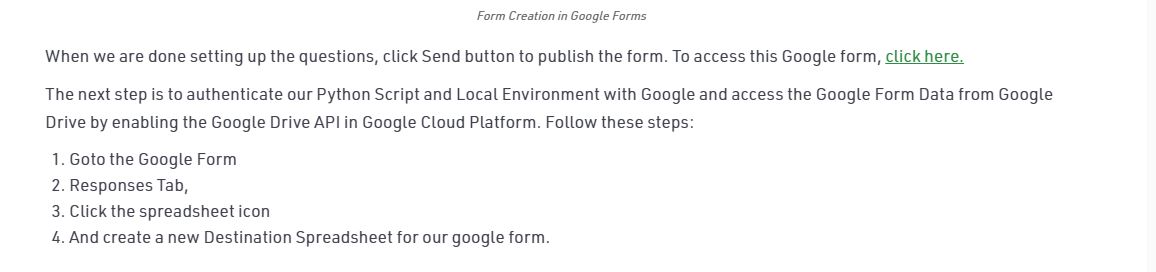 Form Creation in Google Forms
When we are done setting up the questions, click Send button to publish the form. To access this Google form, click here.
The next step is to authenticate our Python Script and Local Environment with Google and access the Google Form Data from Google
Drive by enabling the Google Drive API in Google Cloud Platform. Follow these steps:
1. Goto the Google Form
2. Responses Tab,
3. Click the spreadsheet icon
4. And create a new Destination Spreadsheet for our google form.